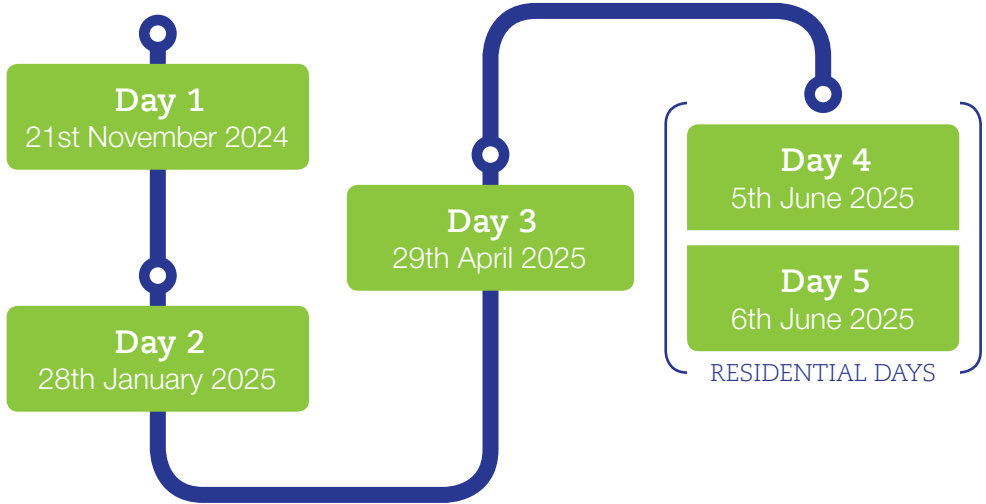 Day 1
21st November 2024
Day 2
28th January 2025
Day 3
29th April 2025
Day 4
5th June 2025
Day 5
6th June 2025
RESIDENTIAL DAYS